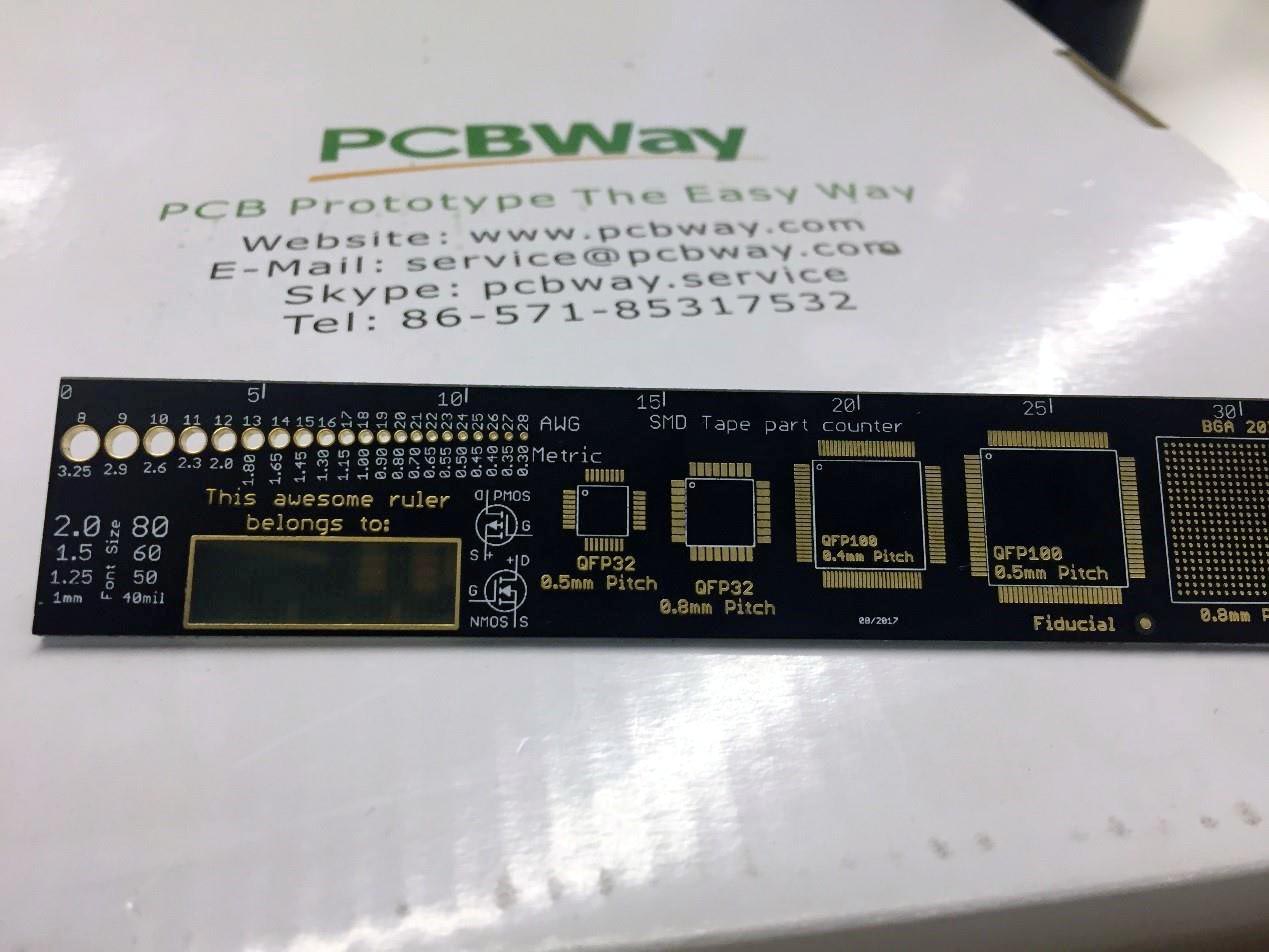 PCBWay
PCB Prototype The Easy Way
Website: www.pcbway.com
E-Mail: service@pcbway.com
Skype: pcbway.service
Tel: 86-571-85317532
0 5 10 15 20 25 30
8 9 10 11 12 13 14 15 16 17 18 19 20 21 22 23 24 25 26 27 28 AWG
SMD Tape part counter
BGA
3.25 2.9 2.6 2.3 2.0 1.80 1.65 1.45 1.30 1.15 1.00 0.90 0.80 0.70 0.65 0.55 0.50 0.45 0.40 0.35 0.30 Metric
This awesome ruler
belongs to:
2.0 80
1.5 60
1.25 50
1mm 40mil
Font Size
D PMOS
G
S +
+ D
G
NMOS S
QFP32
0.5mm Pitch
QFP32
0.8mm Pitch
QFP100
0.4mm Pitch
QFP100
0.5mm Pitch
08/2017
Fiducial
0.8mm